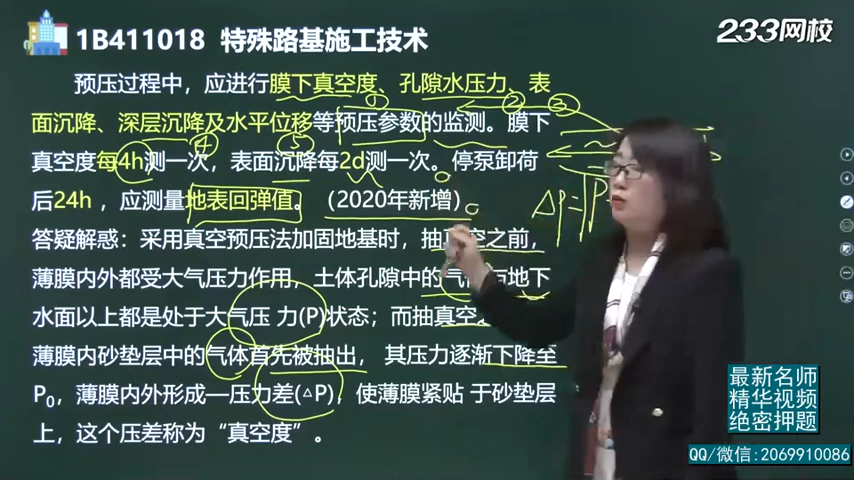 1B411018 特殊路基施工技术
233网校
预压过程中，应进行膜下真空度、孔隙水压力、表
面沉降、深层沉降及水平位移等预压参数的监测。膜下
真空度每4h测一次，表面沉降每2d测一次。停泵卸荷
后24h ，应测量地表回弹值。（2020年新增）
答疑解惑：采用真空预压法加固地基时，抽真空之前，
薄膜内外都受大气压力作用，土体孔隙中的气体与地下
水面以上都是处于大气压 力(P)状态；而抽真空
薄膜内砂垫层中的气体首先被抽出， 其压力逐渐下降至
P₀，薄膜内外形成一压力差(△P)，使薄膜紧贴 于砂垫层
上，这个压差称为“真空度”。
① ② ③
④ ⑤
ΔP=P
最新名师
精华视频
绝密押题
QQ/微信:2069910086